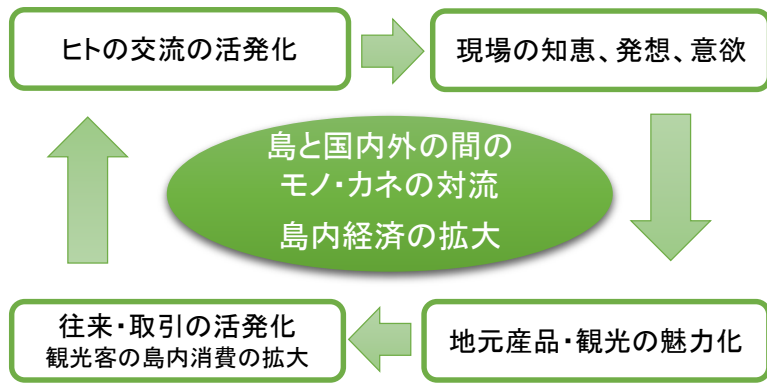 ヒトの交流の活発化
現場の知恵、発想、意欲
島と国内外の間の
モノ・カネの対流
島内経済の拡大
往来・取引の活発化
観光客の島内消費の拡大
地元産品・観光の魅力化